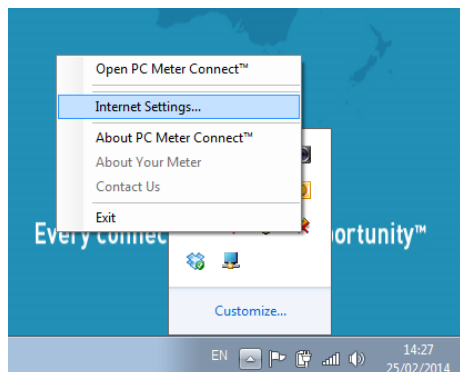 Open PC Meter Connect™
Internet Settings...
About PC Meter Connect™
About Your Meter
Contact Us
Exit
Every connec ortunity™
Customize...
EN
14:27
25/02/2014